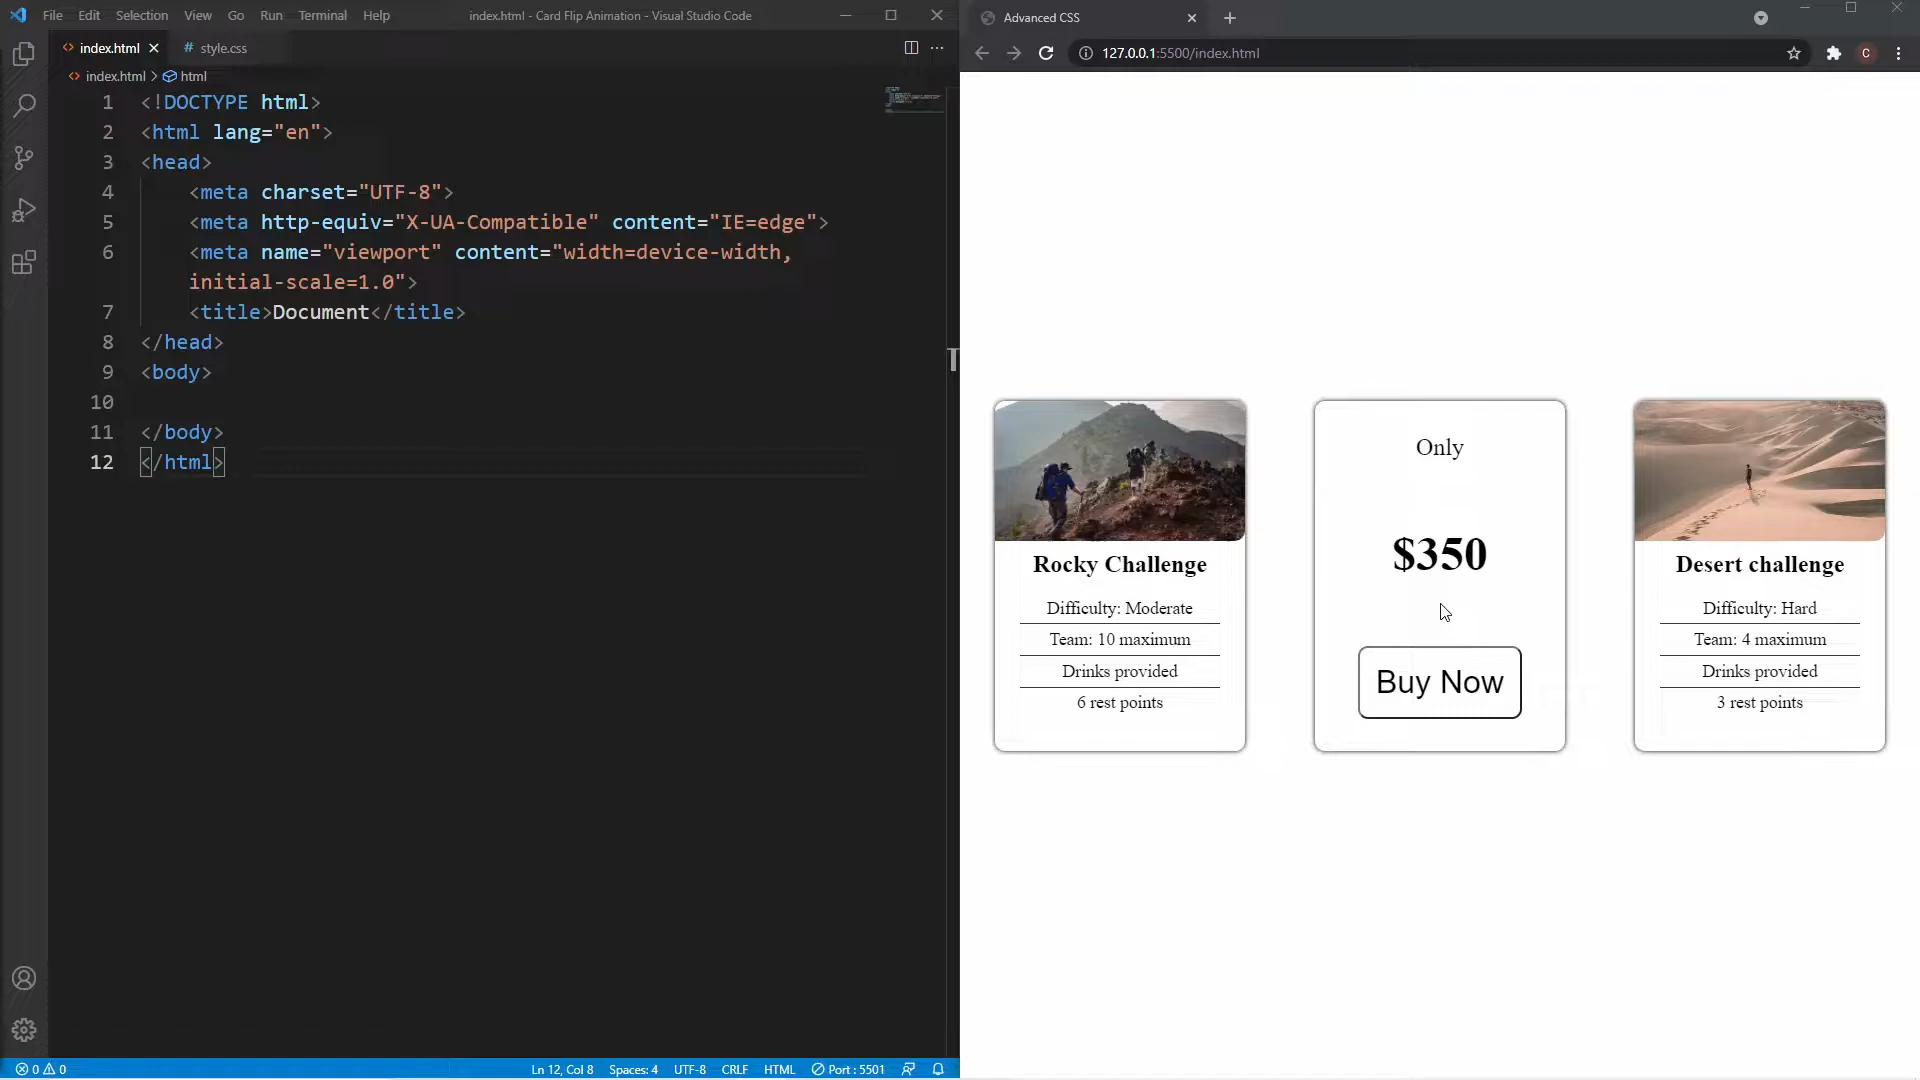 File Edit Selection View Go Run Terminal Help
index.html - Card Flip Animation - Visual Studio Code
index.html
# style.css
index.html > html
1 <!DOCTYPE html>
2 <html lang="en">
3 <head>
4 <meta charset="UTF-8">
5 <meta http-equiv="X-UA-Compatible" content="IE=edge">
6 <meta name="viewport" content="width=device-width,
initial-scale=1.0">
7 <title>Document</title>
8 </head>
9 <body>
10
11 </body>
12 </html>
0 0
Ln 12, Col 8
Spaces: 4
UTF-8
CRLF
HTML
Port : 5501
Advanced CSS
127.0.0.1:5500/index.html
C
Rocky Challenge
Difficulty: Moderate
Team: 10 maximum
Drinks provided
6 rest points
Only
$350
Buy Now
Desert challenge
Difficulty: Hard
Team: 4 maximum
Drinks provided
3 rest points